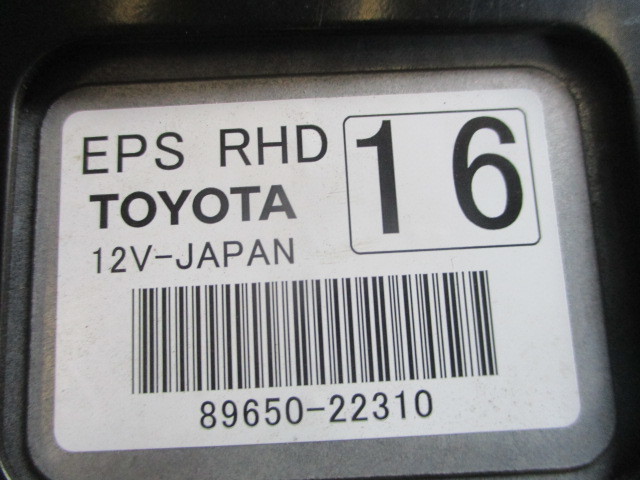 EPS RHD 16
TOYOTA
12V-JAPAN
89650-22310